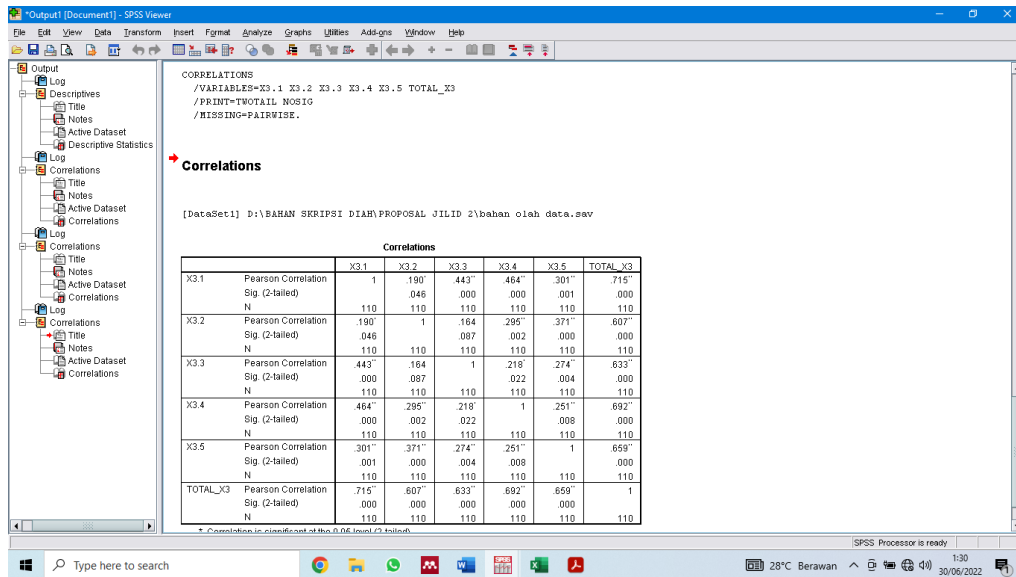 *Output1 [Document1] - SPSS Viewer
File Edit View Data Transform Insert Format Analyze Graphs Utilities Add-ons Window Help
Output
Log
Descriptives
Title
Notes
Active Dataset
Descriptive Statistics
Log
Correlations
Title
Notes
Active Dataset
Correlations
Log
Correlations
Title
Notes
Active Dataset
Correlations
Log
Correlations
Title
Notes
Active Dataset
Correlations
CORRELATIONS
/VARIABLES=X3.1 X3.2 X3.3 X3.4 X3.5 TOTAL_X3
/PRINT=TWOTAIL NOSIG
/MISSING=PAIRWISE.
Correlations
[DataSet1] D:\BAHAN SKRIPSI DIAH\PROPOSAL JILID 2\bahan olah data.sav
Correlations
X3.1 X3.2 X3.3 X3.4 X3.5 TOTAL_X3
X3.1 Pearson Correlation 1 .190* .443** .464** .301** .715**
Sig. (2-tailed) .046 .000 .000 .001 .000
N 110 110 110 110 110 110
X3.2 Pearson Correlation .190* 1 .164 .295** .371** .607**
Sig. (2-tailed) .046 .087 .002 .000 .000
N 110 110 110 110 110 110
X3.3 Pearson Correlation .443** .164 1 .218* .274** .633**
Sig. (2-tailed) .000 .087 .022 .004 .000
N 110 110 110 110 110 110
X3.4 Pearson Correlation .464** .295** .218* 1 .251** .692**
Sig. (2-tailed) .000 .002 .022 .008 .000
N 110 110 110 110 110 110
X3.5 Pearson Correlation .301** .371** .274** .251** 1 .659**
Sig. (2-tailed) .001 .000 .004 .008 .000
N 110 110 110 110 110 110
TOTAL_X3 Pearson Correlation .715** .607** .633** .692** .659** 1
Sig. (2-tailed) .000 .000 .000 .000 .000
N 110 110 110 110 110 110
*. Correlation is significant at the 0.05 level (2-tailed).
SPSS Processor is ready
Type here to search
28°C Berawan
1:30
30/06/2022